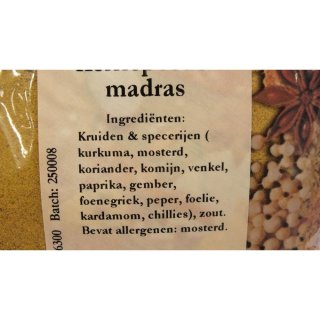 madras
Ingrediënten:
Kruiden & specerijen (
kurkuma, mosterd,
koriander, komijn, venkel,
paprika, gember,
foenegriek, peper, foelie,
kardamom, chillies), zout.
Bevat allergenen: mosterd.
6300 Batch: 250008